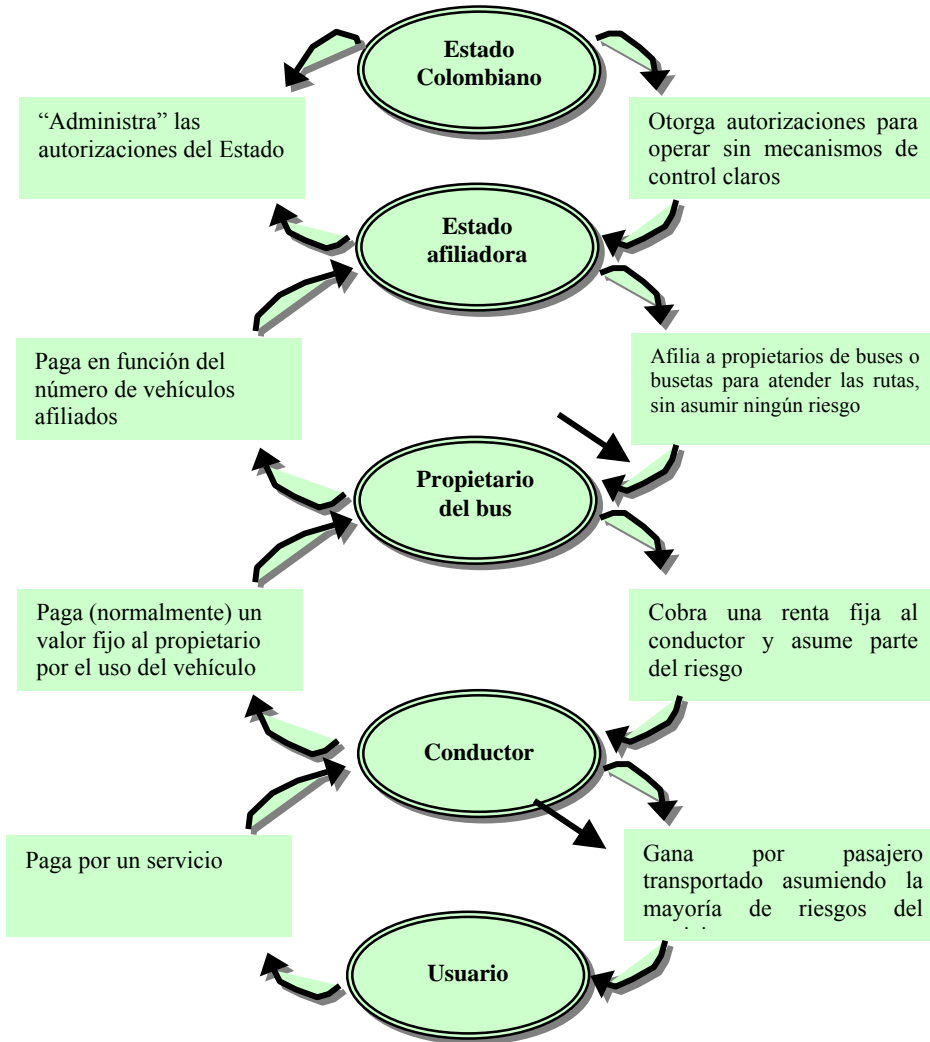 Estado
Colombiano
“Administra” las
autorizaciones del Estado
Otorga autorizaciones para
operar sin mecanismos de
control claros
Estado
afiliadora
Paga en función del
número de vehículos
afiliados
Afilia a propietarios de buses o
busetas para atender las rutas,
sin asumir ningún riesgo
Propietario
del bus
Paga (normalmente) un
valor fijo al propietario
por el uso del vehículo
Cobra una renta fija al
conductor y asume parte
del riesgo
Conductor
Paga por un servicio
Gana por pasajero
transportado asumiendo la
mayoría de riesgos del
Usuario